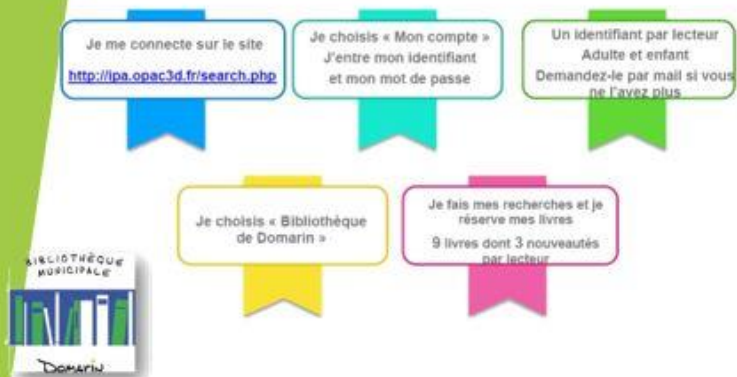 Je me connecte sur le site
http://ipa.opac3d.fr/search.php
Je choisis « Mon compte »
J'entre mon identifiant
et mon mot de passe
Un identifiant par lecteur
Adulte et enfant
Demandez-le par mail si vous
ne l'avez plus
Je choisis « Bibliothèque
de Domarin »
Je fais mes recherches et je
réserve mes livres
9 livres dont 3 nouveautés
par lecteur
BIBLIOTHÈQUE
MUNICIPALE
DOMARIN